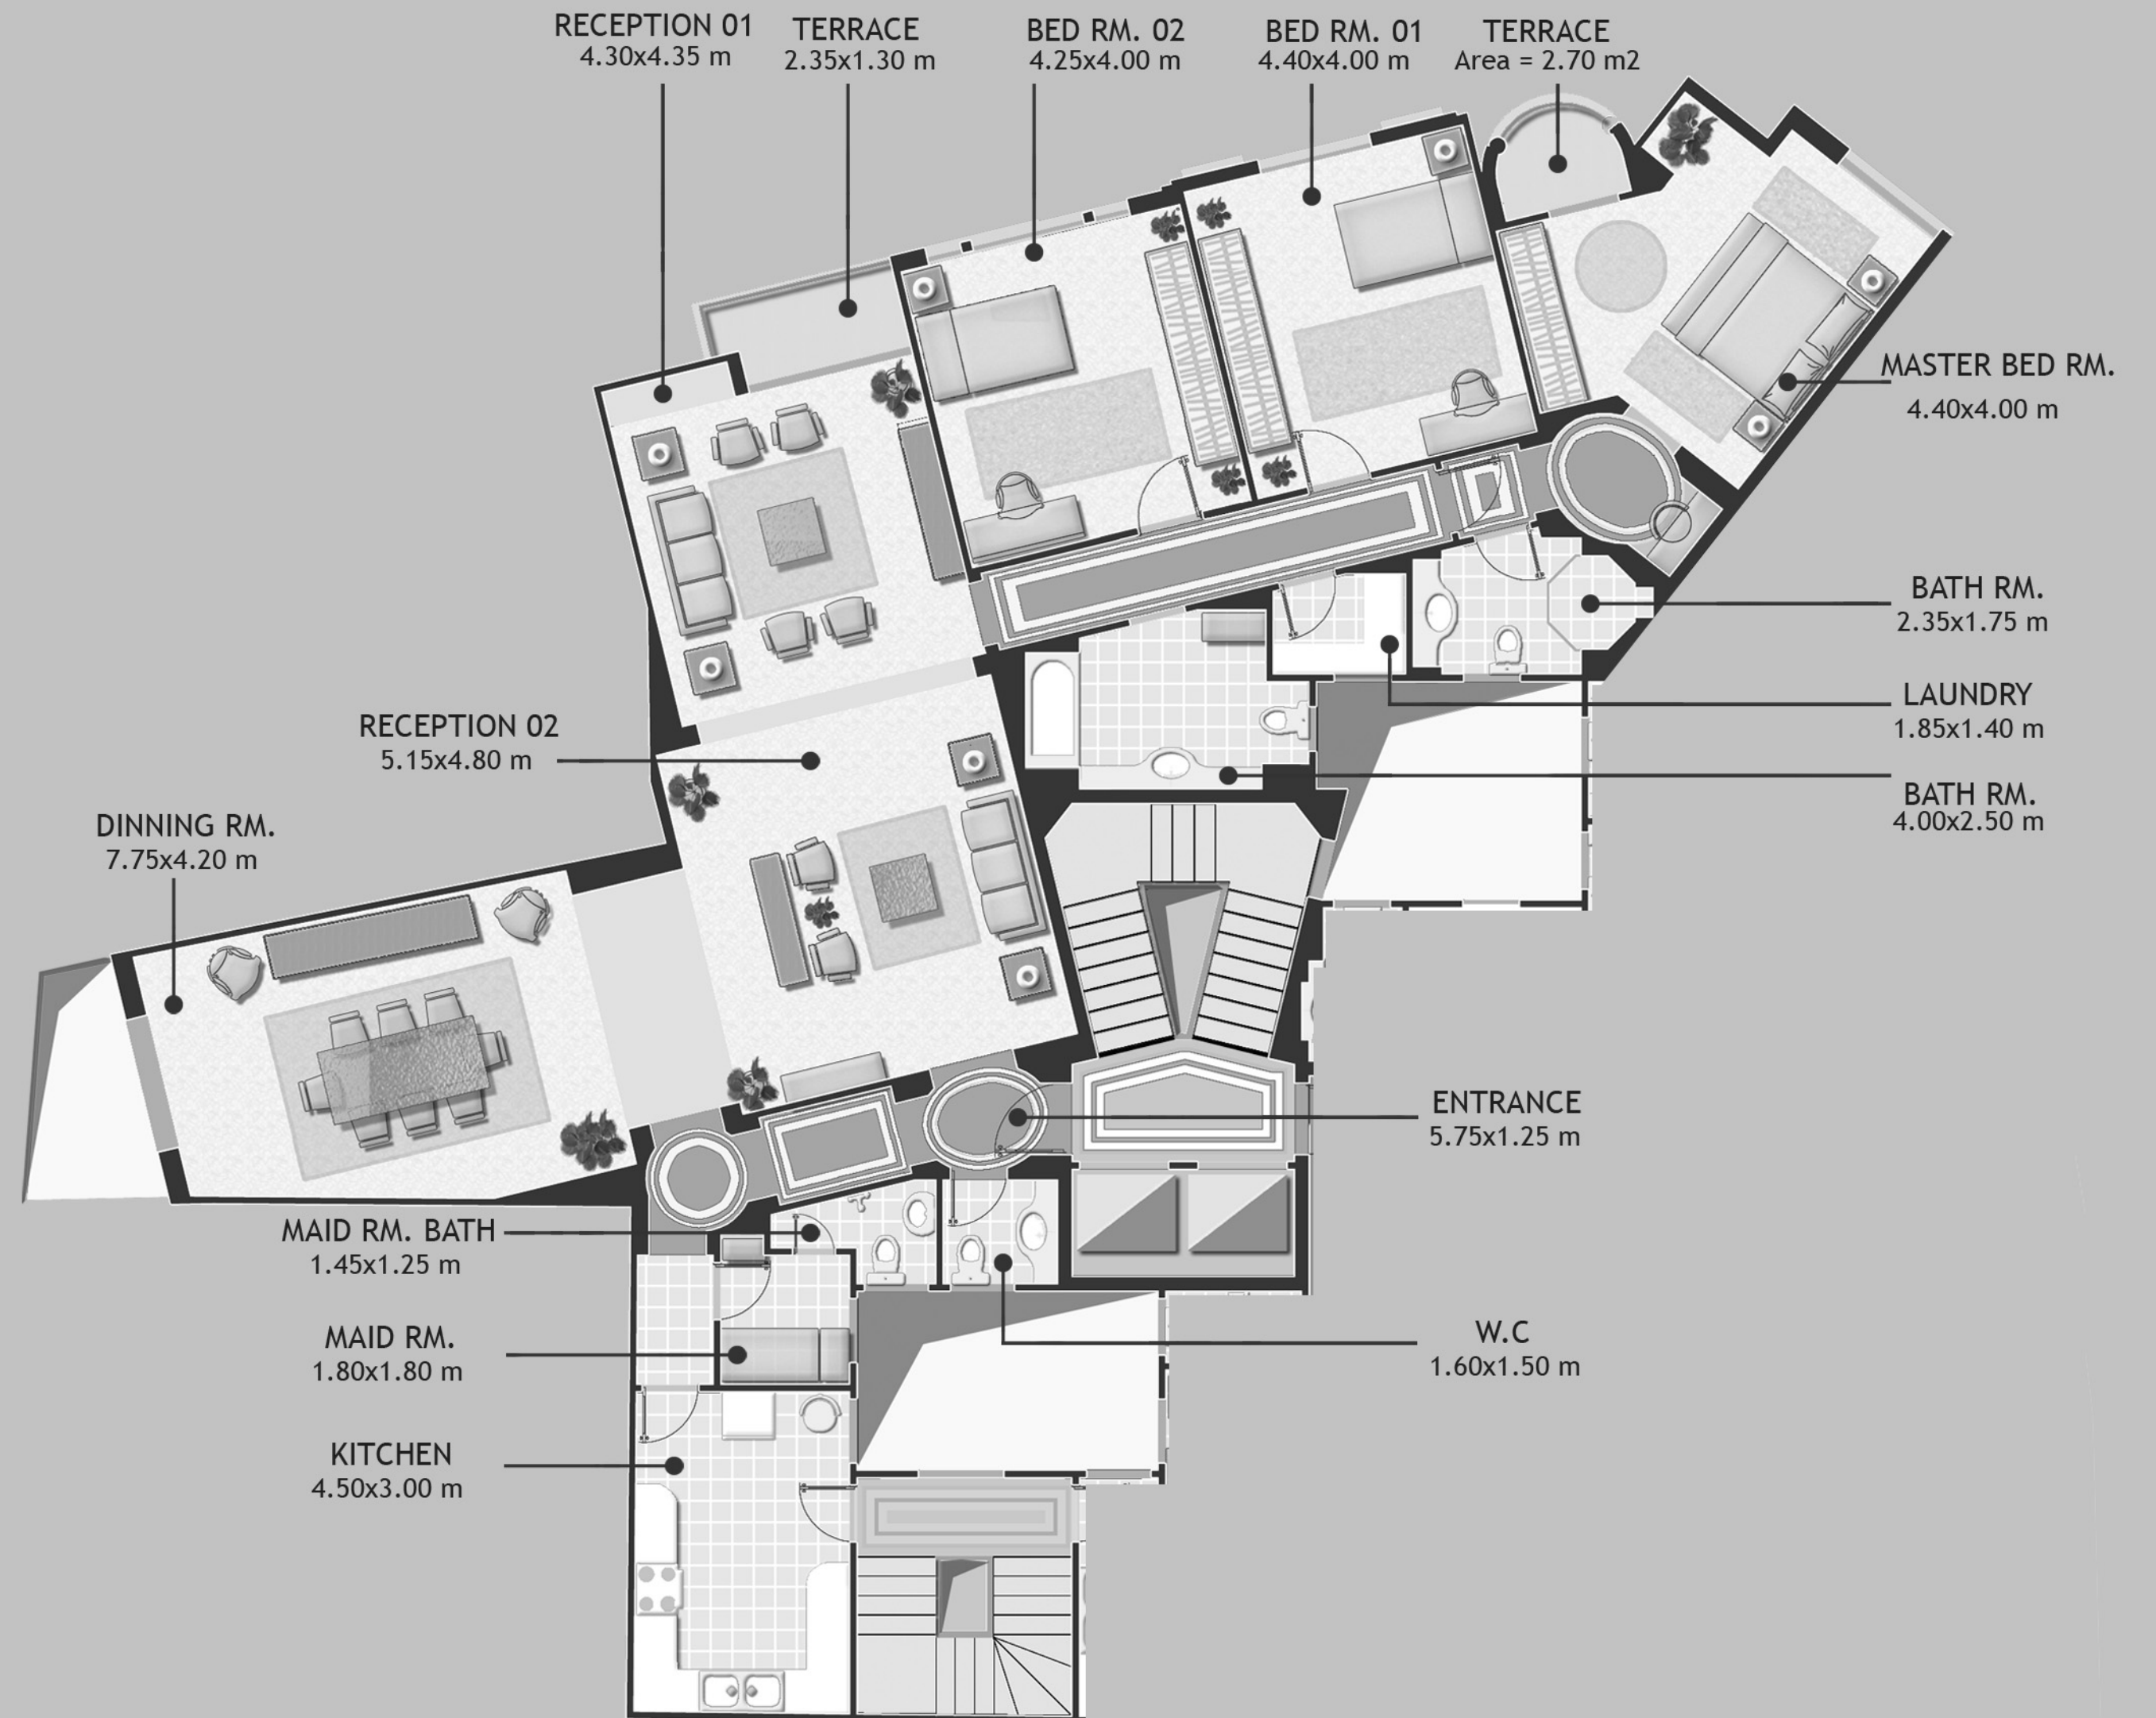 RECEPTION 01
4.30x4.35 m
TERRACE
2.35x1.30 m
BED RM. 02
4.25x4.00 m
BED RM. 01
4.40x4.00 m
TERRACE
Area = 2.70 m2
MASTER BED RM.
4.40x4.00 m
BATH RM.
2.35x1.75 m
LAUNDRY
1.85x1.40 m
BATH RM.
4.00x2.50 m
RECEPTION 02
5.15x4.80 m
DINNING RM.
7.75x4.20 m
ENTRANCE
5.75x1.25 m
MAID RM. BATH
1.45x1.25 m
MAID RM.
1.80x1.80 m
W.C
1.60x1.50 m
KITCHEN
4.50x3.00 m